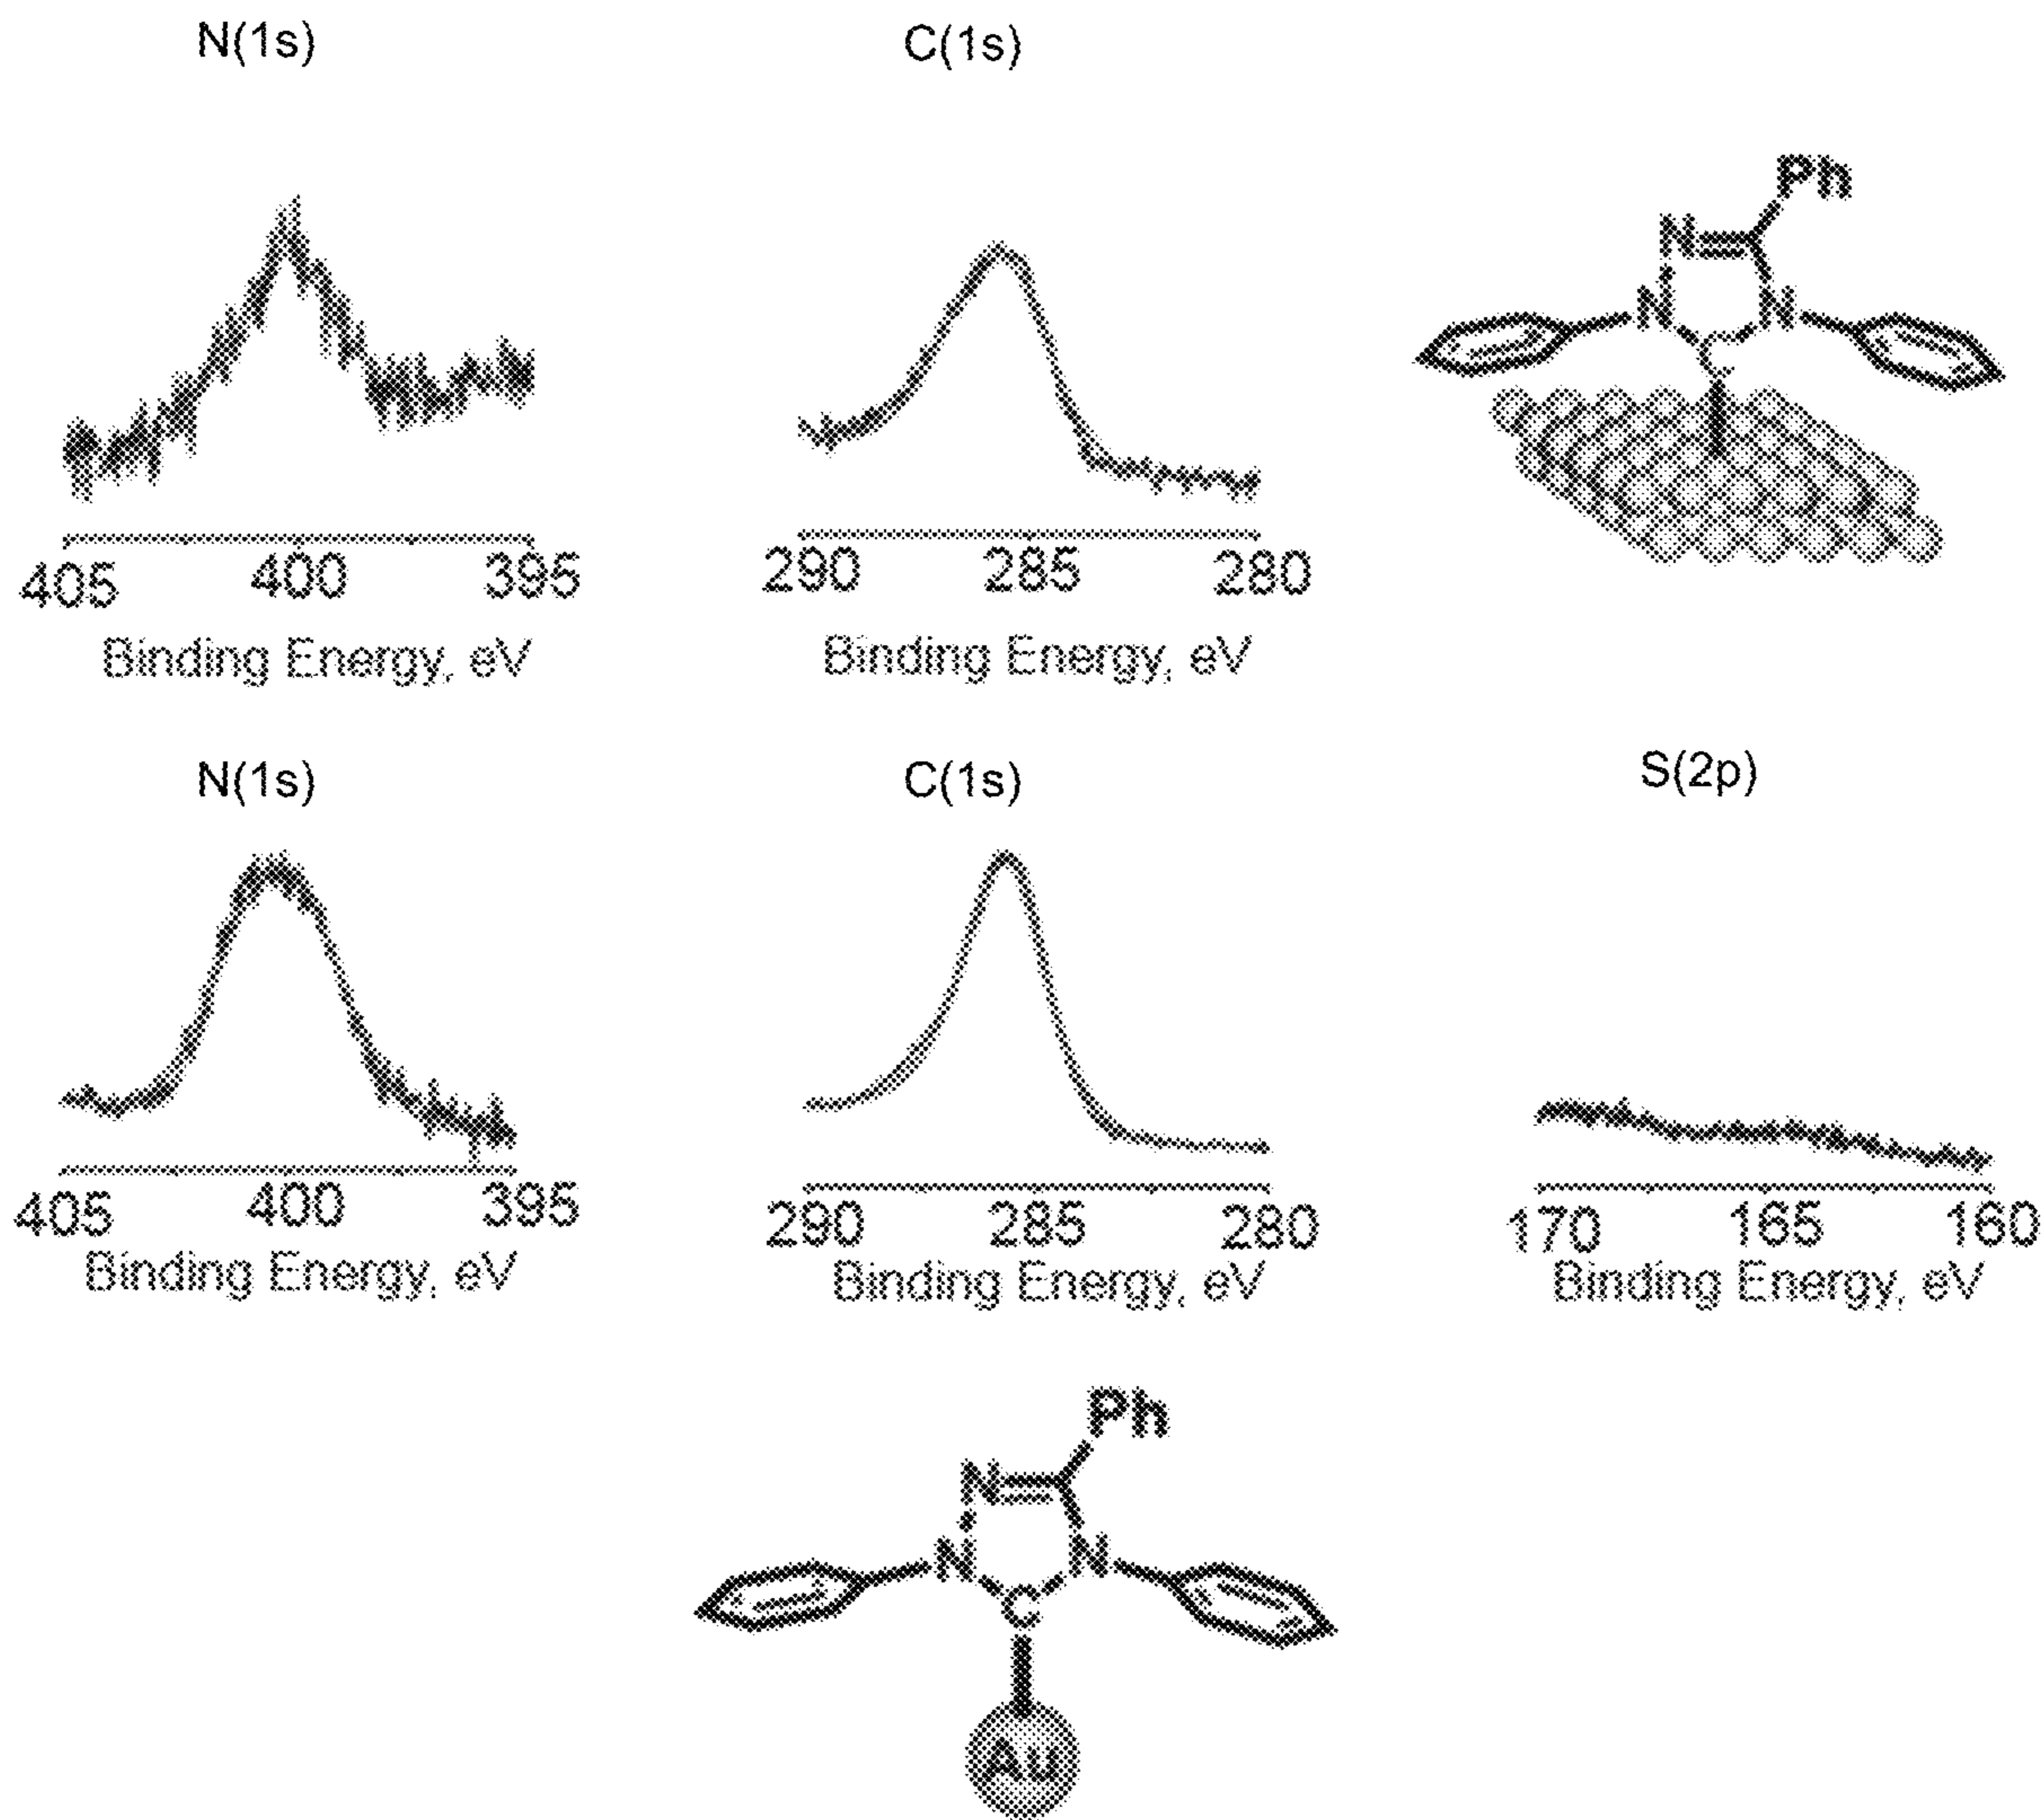 N(1s)
C(1s)
Ph
N
N
N
C
405
400
395
290
285
280
Binding Energy, eV
Binding Energy, eV
N(1s)
C(1s)
S(2p)
405
400
395
290
285
280
170
165
160
Binding Energy, eV
Binding Energy, eV
Binding Energy, eV
Ph
N
N
N
C
Au